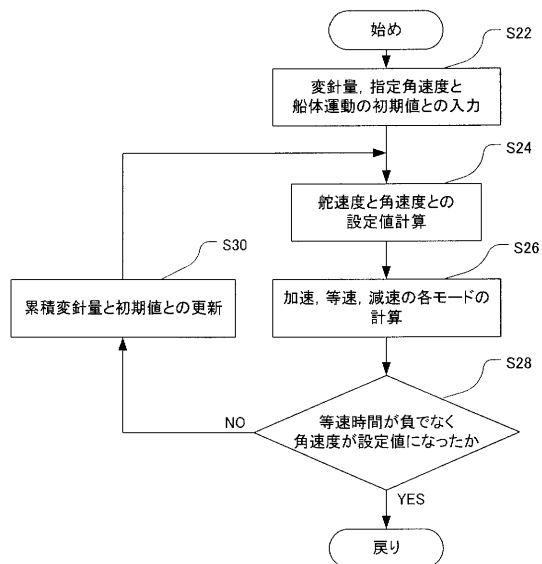 始め
S22
変針量，指定角速度と
船体運動の初期値との入力
S24
舵速度と角速度との
設定値計算
S30
累積変針量と初期値との更新
S26
加速，等速，減速の各モードの
計算
S28
等速時間が負でなく
角速度が設定値になったか
NO
YES
戻り